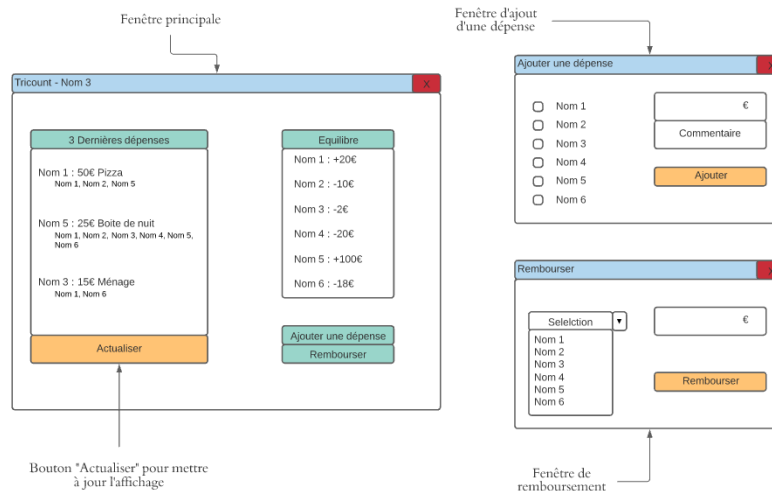 Fenêtre principale
Tricount - Nom 3
X
3 Dernières dépenses
Nom 1 : 50€ Pizza
Nom 1, Nom 2, Nom 5
Nom 5 : 25€ Boite de nuit
Nom 1, Nom 2, Nom 3, Nom 4, Nom 5,
Nom 6
Nom 3 : 15€ Ménage
Nom 1, Nom 6
Actualiser
Equilibre
Nom 1 : +20€
Nom 2 : -10€
Nom 3 : -2€
Nom 4 : -20€
Nom 5 : +100€
Nom 6 : -18€
Ajouter une dépense
Rembourser
Bouton "Actualiser" pour mettre
à jour l'affichage
Fenêtre d'ajout
d'une dépense
Ajouter une dépense
X
Nom 1
Nom 2
Nom 3
Nom 4
Nom 5
Nom 6
€
Commentaire
Ajouter
Rembourser
X
Selelction
Nom 1
Nom 2
Nom 3
Nom 4
Nom 5
Nom 6
€
Rembourser
Fenêtre de
remboursement